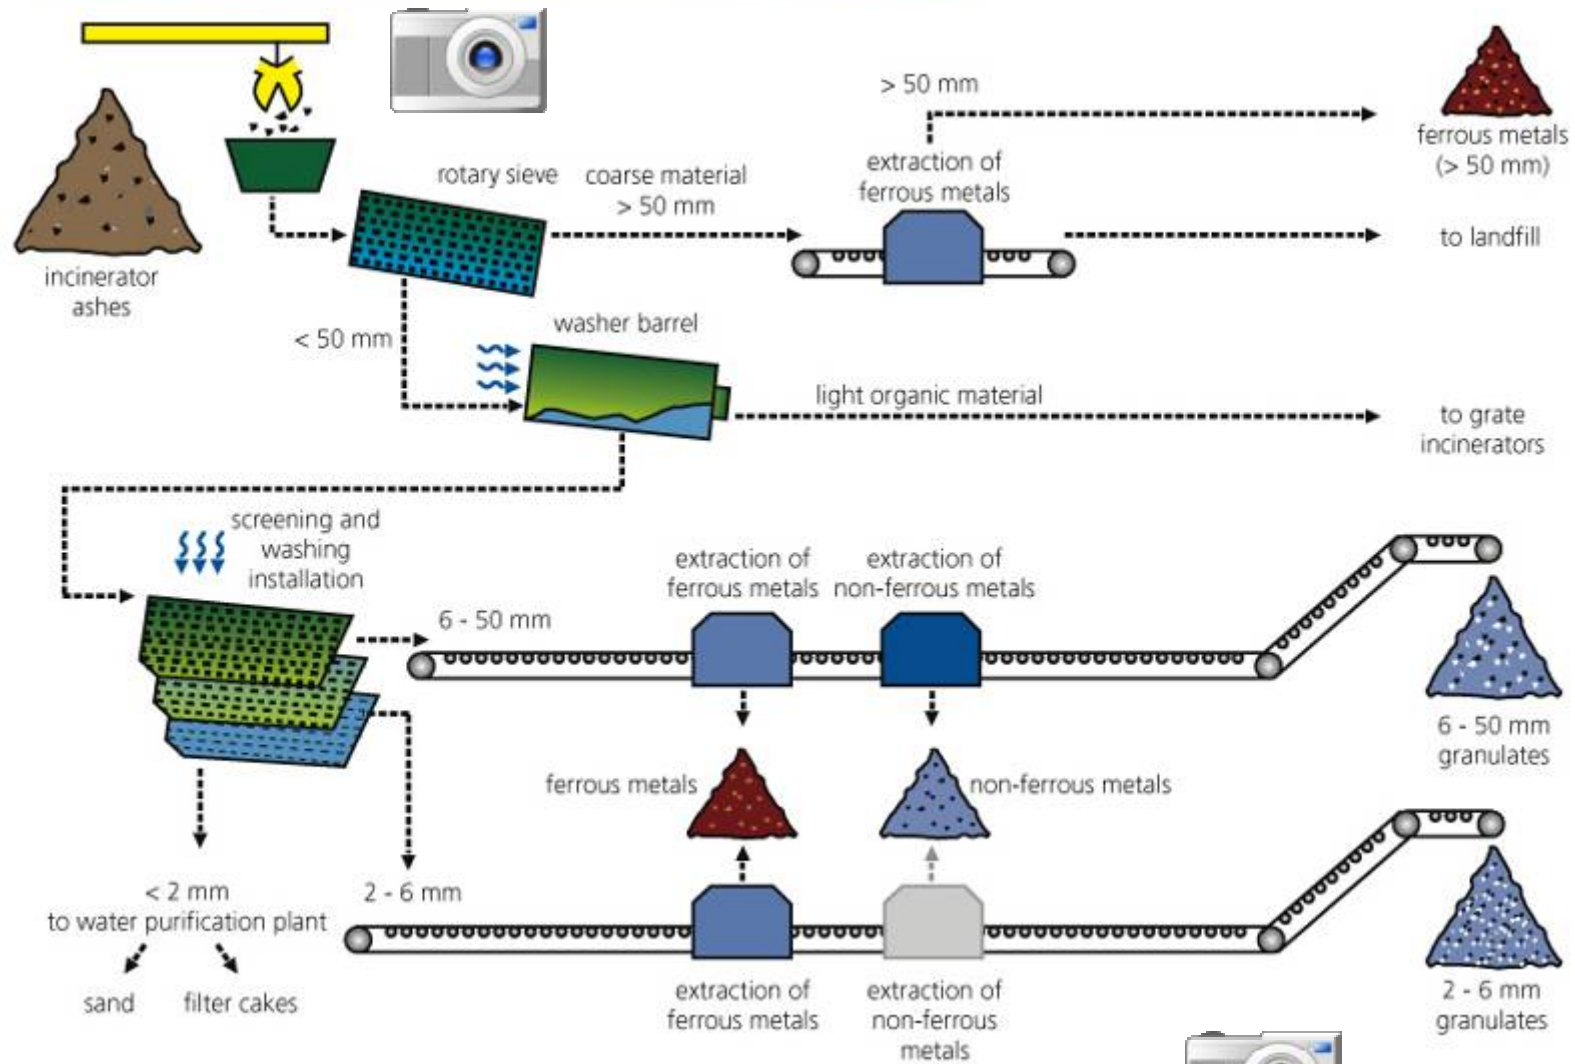 > 50 mm
ferrous metals
(> 50 mm)
extraction of
ferrous metals
rotary sieve
coarse material
> 50 mm
to landfill
incinerator
ashes
< 50 mm
washer barrel
light organic material
to grate
incinerators
screening and
washing
installation
extraction of
ferrous metals
extraction of
non-ferrous metals
6 - 50 mm
6 - 50 mm
granulates
ferrous metals
non-ferrous metals
< 2 mm
to water purification plant
2 - 6 mm
sand
filter cakes
extraction of
ferrous metals
extraction of
non-ferrous
metals
2 - 6 mm
granulates